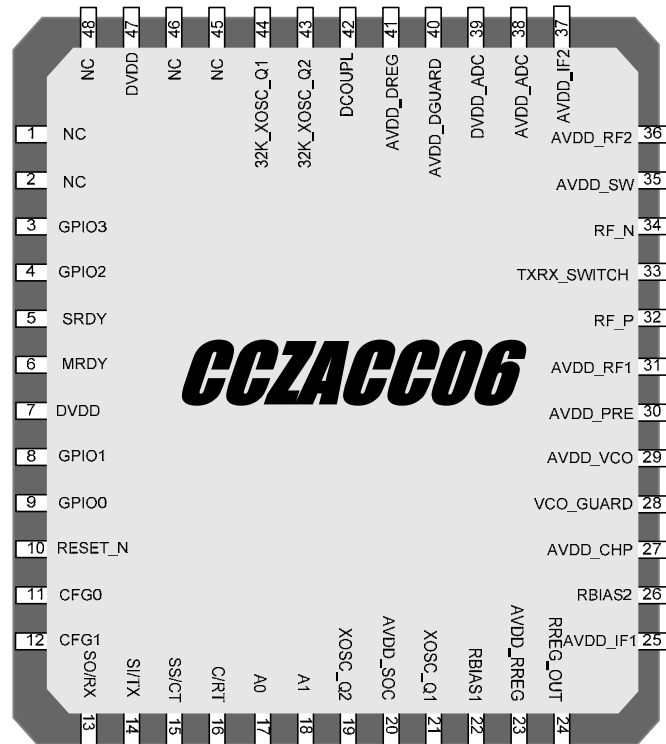 48 47 46 45 44 43 42 41 40 39 38 37
NC DVDD NC NC 32K_XOSC_Q1 32K_XOSC_Q2 DCOUPL AVDD_DREG AVDD_DGUARD DVDD_ADC AVDD_ADC AVDD_IF2
1 NC AVDD_RF2 36
2 NC AVDD_SW 35
3 GPIO3 RF_N 34
4 GPIO2 TXRX_SWITCH 33
5 SRDY RF_P 32
CCZACC06
6 MRDY AVDD_RF1 31
7 DVDD AVDD_PRE 30
8 GPIO1 AVDD_VCO 29
9 GPIO0 VCO_GUARD 28
10 RESET_N AVDD_CHP 27
11 CFG0 RBIAS2 26
12 CFG1 AVDD_IF1 25
SO/RX SI/TX SS/CT C/RT A0 A1 XOSC_Q2 AVDD_SOC XOSC_Q1 RBIAS1 AVDD_RREG RREG_OUT
13 14 15 16 17 18 19 20 21 22 23 24